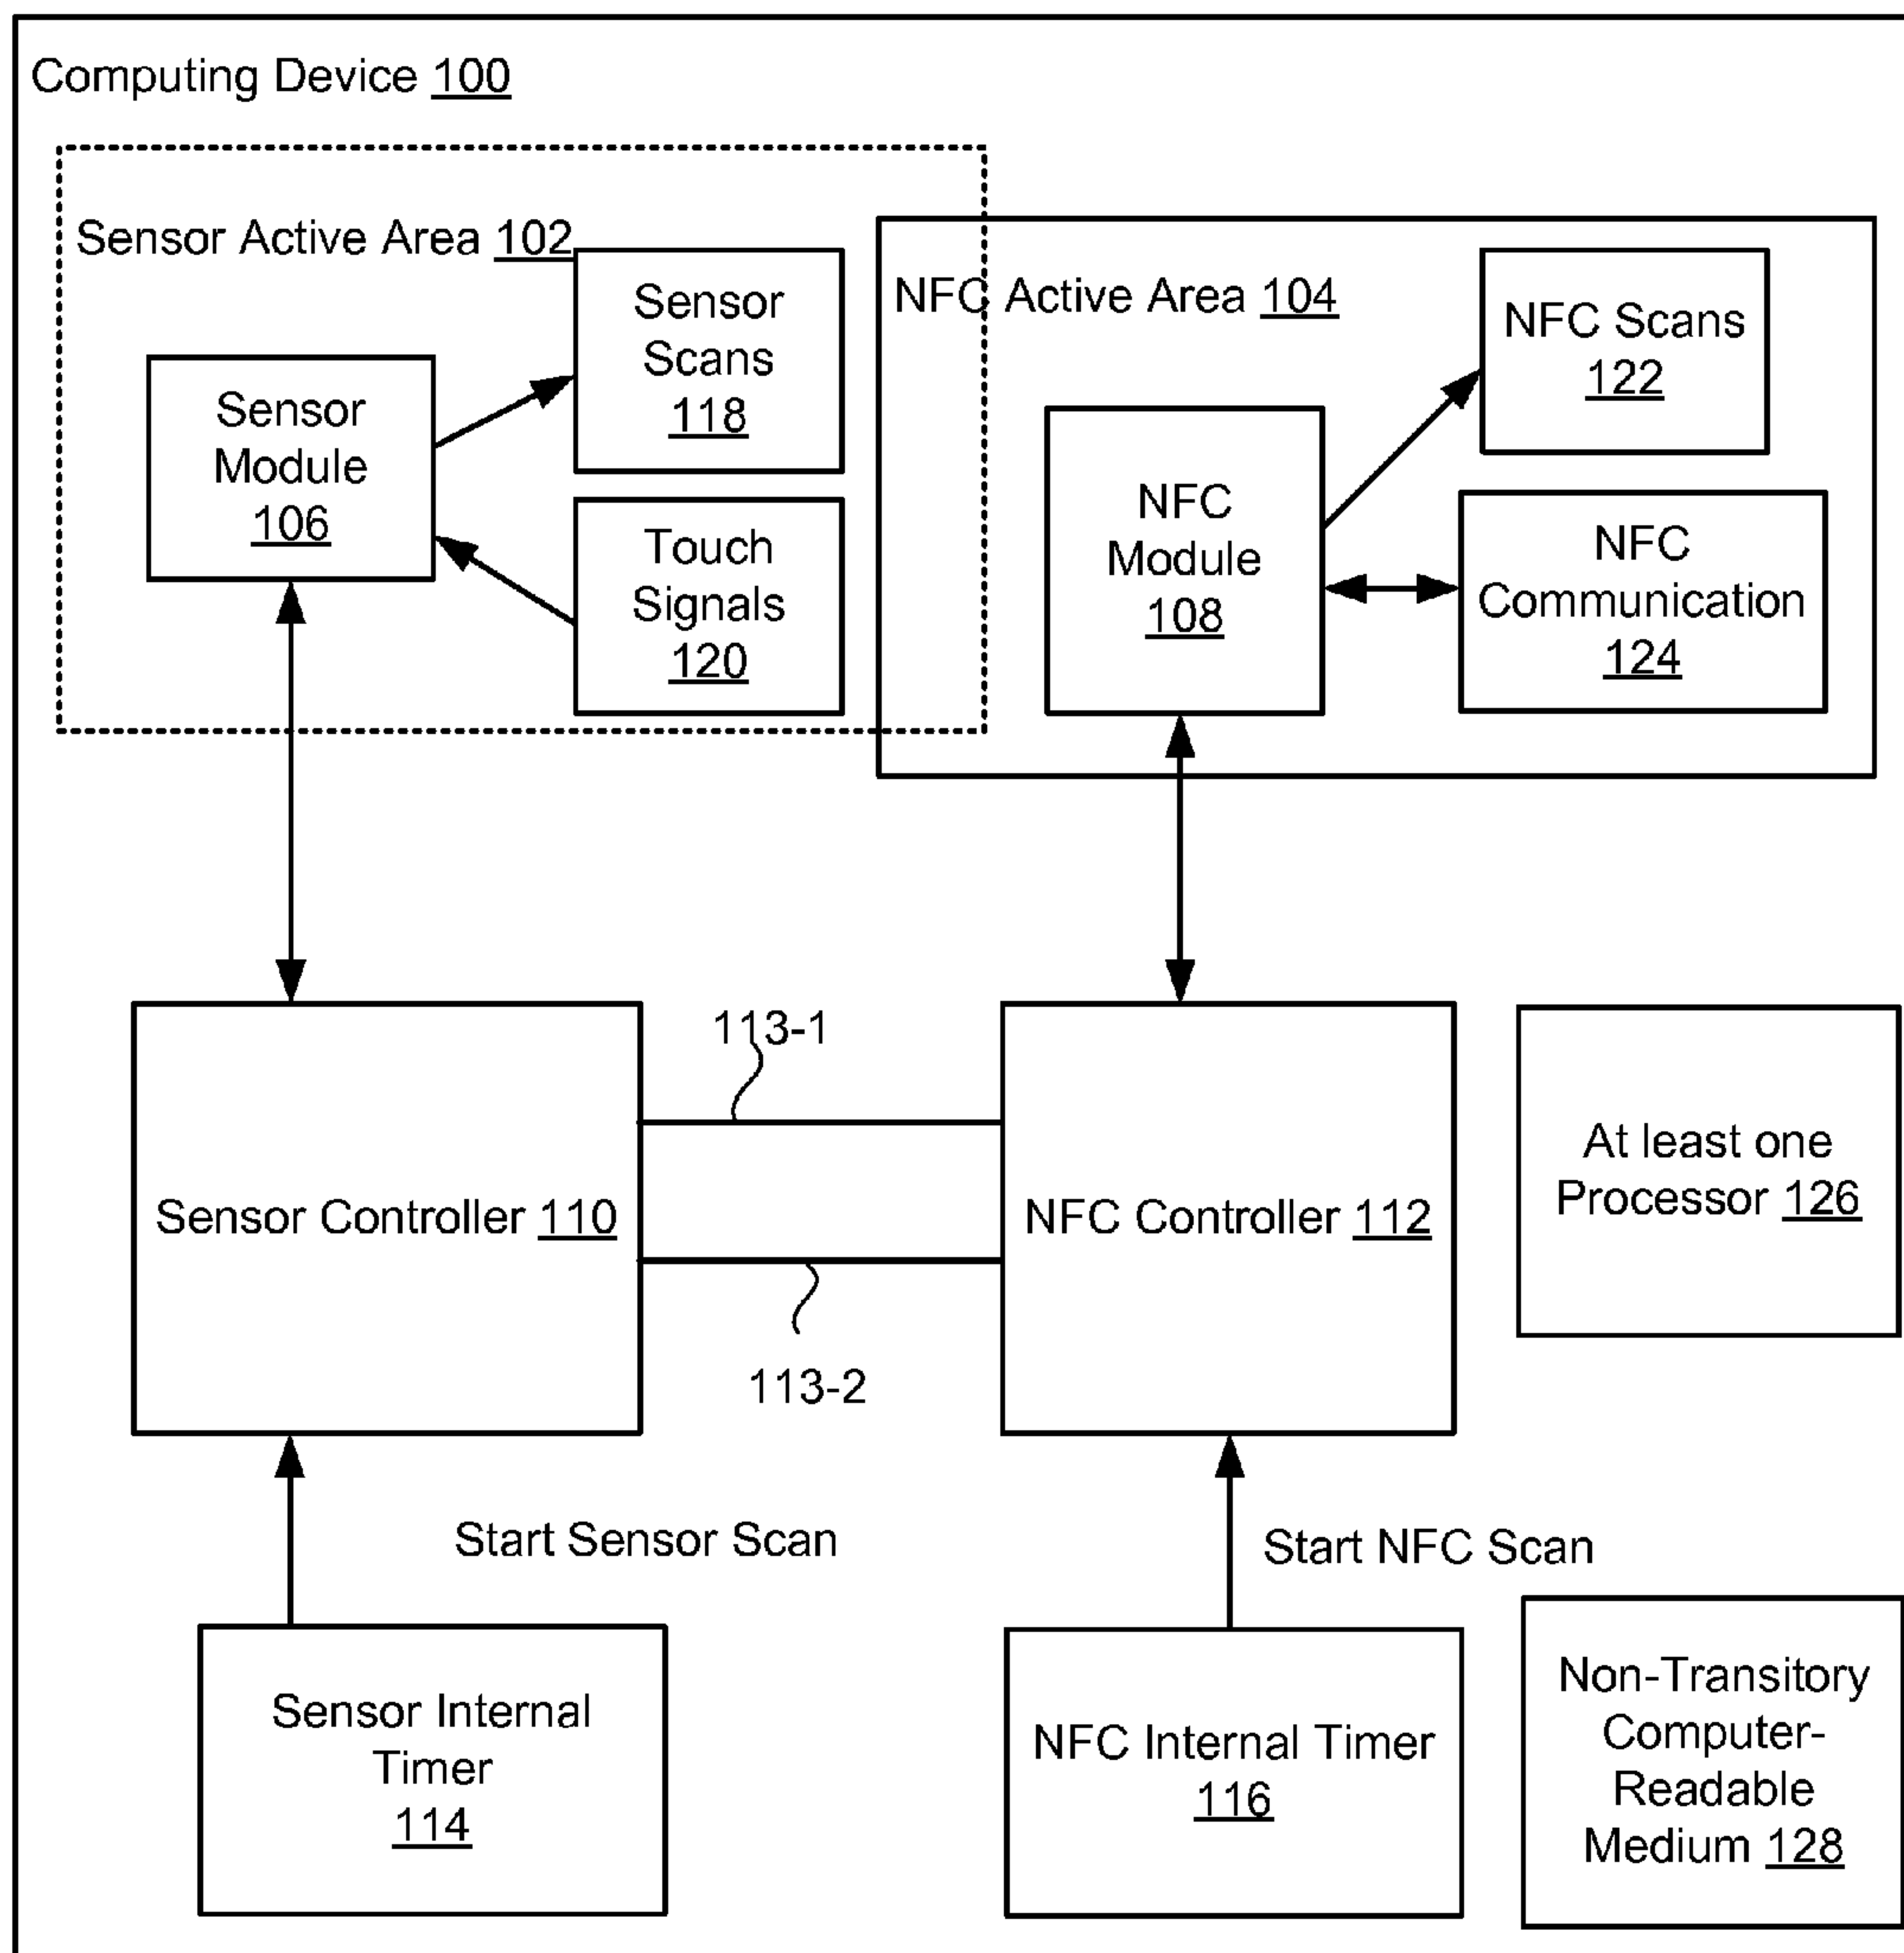 Computing Device 100
Sensor Active Area 102
Sensor
Scans
118
NFC Active Area 104
NFC Scans
122
Sensor
Module
106
Touch
Signals
120
NFC
Module
108
NFC
Communication
124
113-1
Sensor Controller 110
NFC Controller 112
At least one
Processor 126
113-2
Start Sensor Scan
Start NFC Scan
Sensor Internal
Timer
114
NFC Internal Timer
116
Non-Transitory
Computer-
Readable
Medium 128